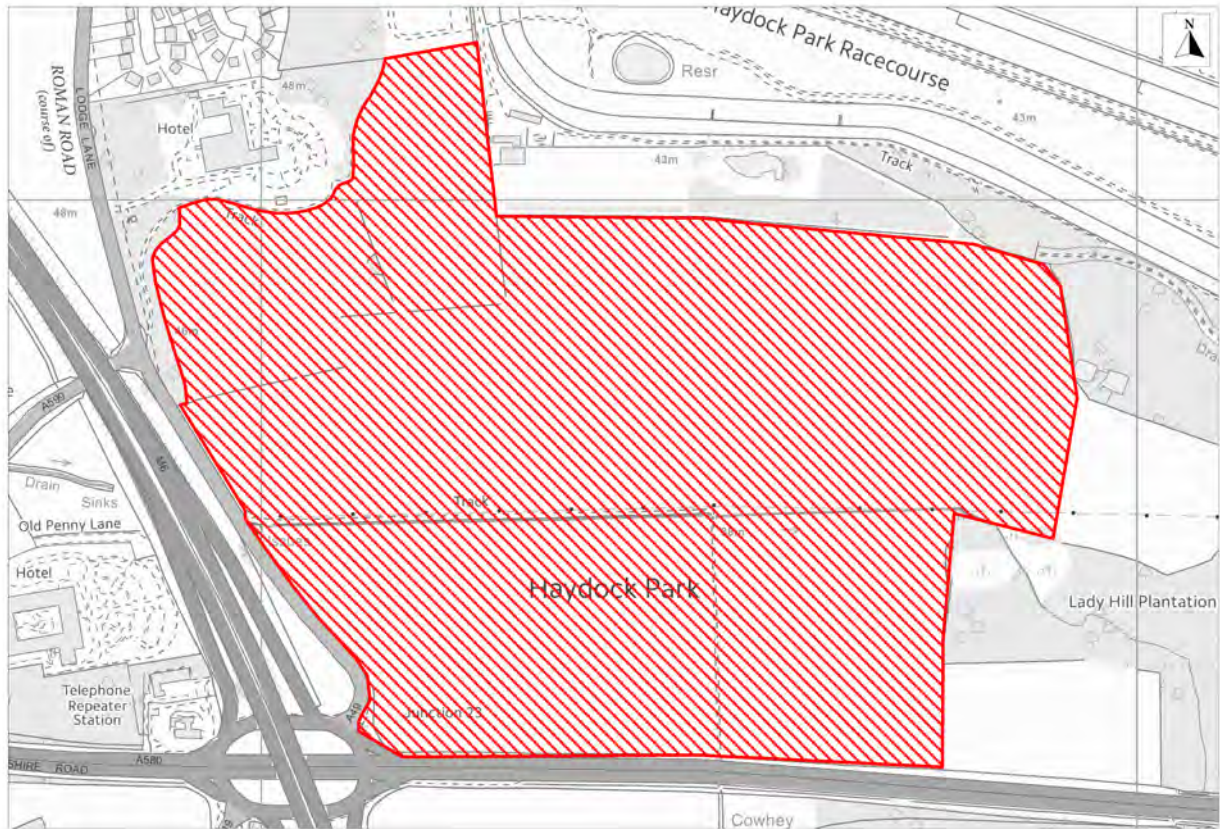 Haydock Park Racecourse
N
Resr
48m
ROMAN ROAD
(course of)
LODGE LANE
Hotel
43m
43m
Track
48m
Track
46m
A599
M6
Drain
Sinks
Track
Old Penny Lane
Hotel
Haydock Park
Lady Hill Plantation
Telephone
Repeater
Station
A49
Junction 23
SHIRE ROAD
A580
Cowhey